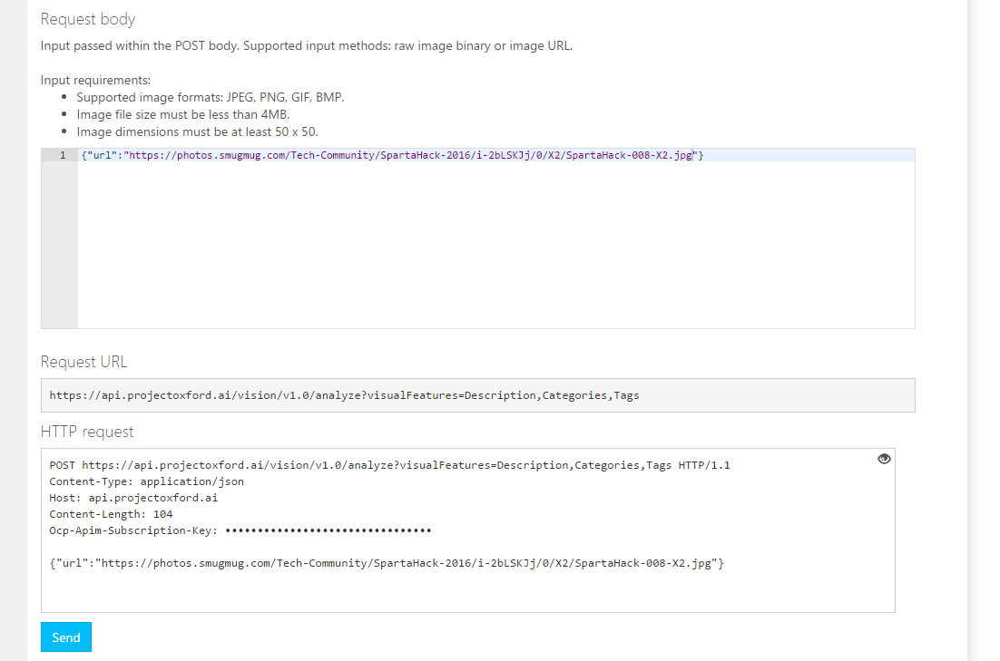 Request body
Input passed within the POST body. Supported input methods: raw image binary or image URL.
Input requirements:
• Supported image formats: JPEG, PNG, GIF, BMP.
• Image file size must be less than 4MB.
• Image dimensions must be at least 50 x 50.
1 {"url":"https://photos.smugmug.com/Tech-Community/SpartaHack-2016/i-2bLSKJj/0/X2/SpartaHack-008-X2.jpg"}
Request URL
https://api.projectoxford.ai/vision/v1.0/analyze?visualFeatures=Description,Categories,Tags
HTTP request
POST https://api.projectoxford.ai/vision/v1.0/analyze?visualFeatures=Description,Categories,Tags HTTP/1.1
Content-Type: application/json
Host: api.projectoxford.ai
Content-Length: 104
Ocp-Apim-Subscription-Key: ••••••••••••••••••••••••••••••••
{"url":"https://photos.smugmug.com/Tech-Community/SpartaHack-2016/i-2bLSKJj/0/X2/SpartaHack-008-X2.jpg"}
Send